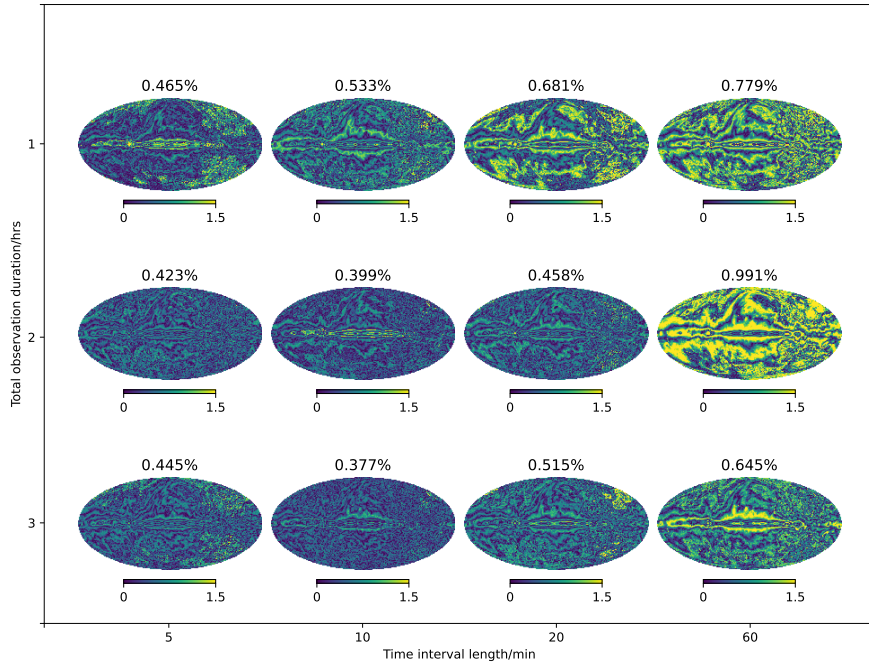 0.465% 0.533% 0.681% 0.779%
1
0 1.5 0 1.5 0 1.5 0 1.5
Total observation duration/hrs
0.423% 0.399% 0.458% 0.991%
2
0 1.5 0 1.5 0 1.5 0 1.5
0.445% 0.377% 0.515% 0.645%
3
0 1.5 0 1.5 0 1.5 0 1.5
5 10 20 60
Time interval length/min